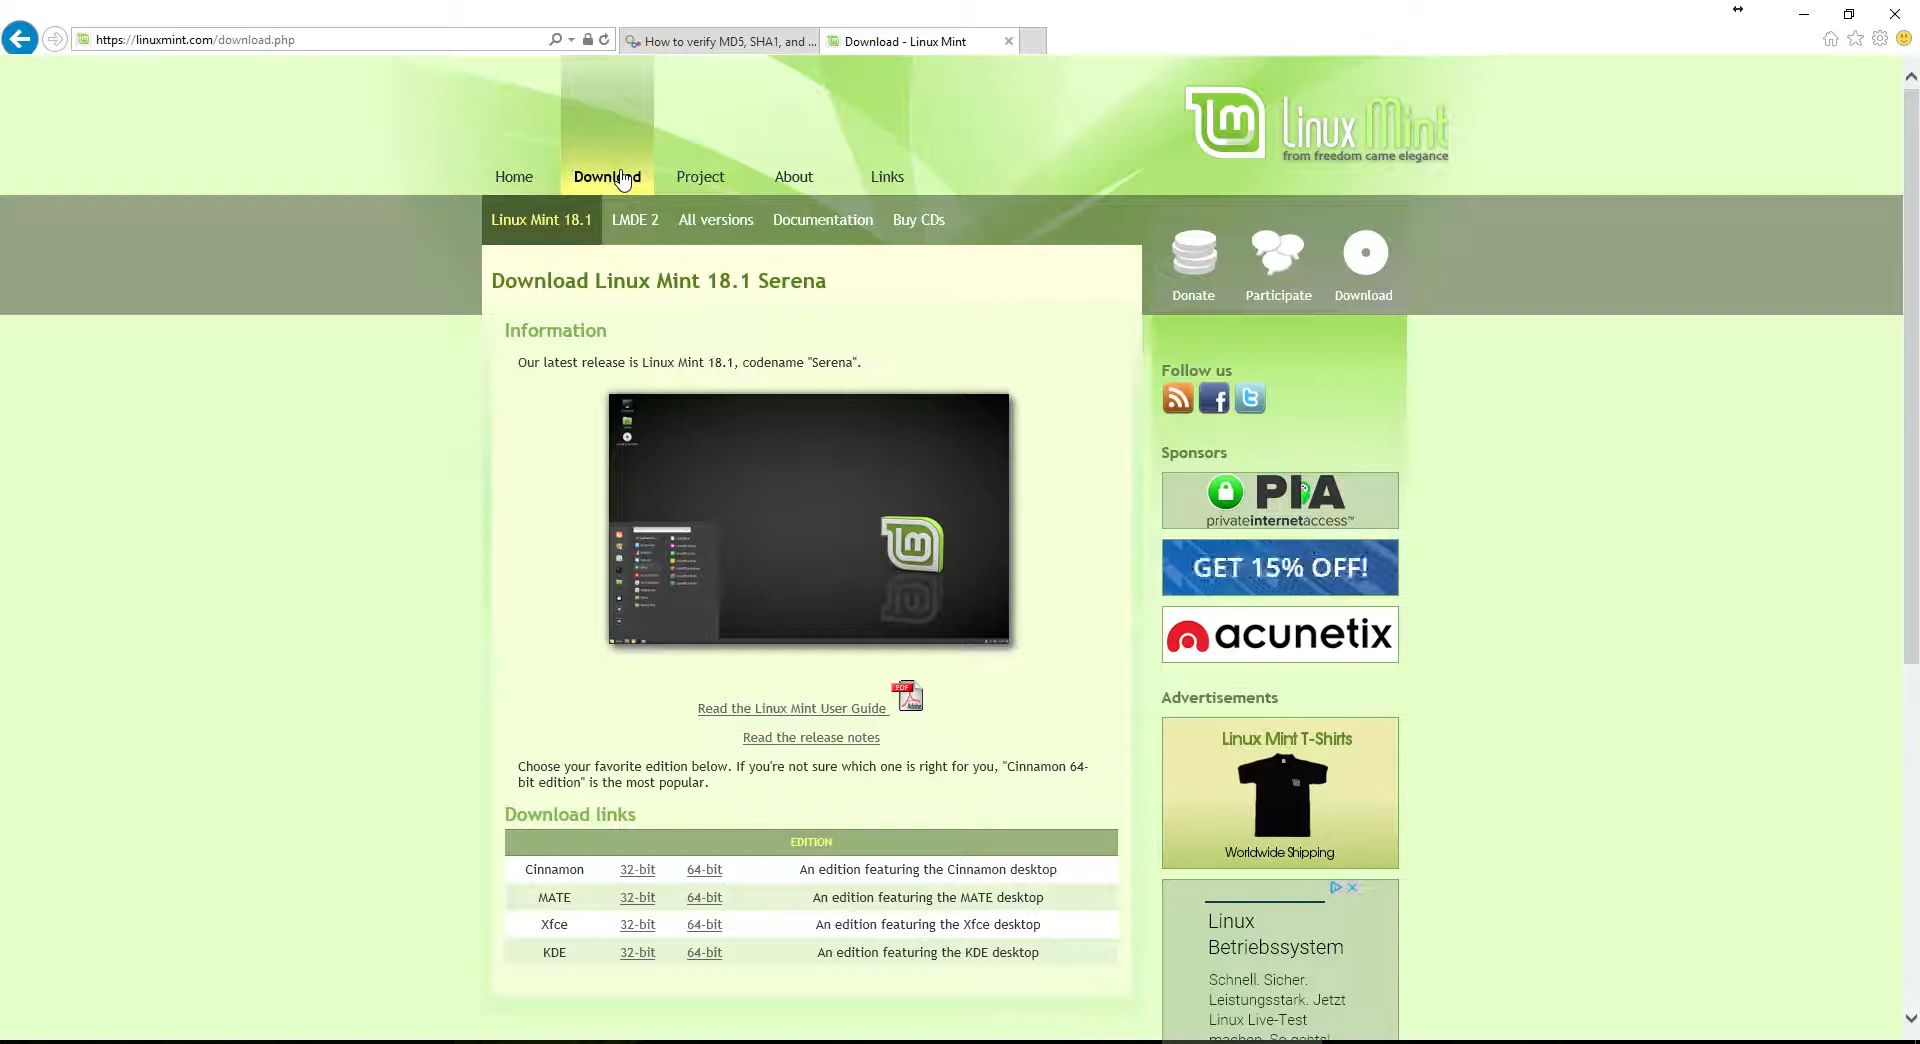 https://linuxmint.com/download.php
How to verify MD5, SHA1, and ...
Download - Linux Mint
lm Linux Mint
from freedom came elegance
Home Download Project About Links
Linux Mint 18.1 LMDE 2 All versions Documentation Buy CDs
Donate Participate Download
Download Linux Mint 18.1 Serena
Information
Our latest release is Linux Mint 18.1, codename "Serena".
lm
Read the Linux Mint User Guide
PDF
Adobe
Read the release notes
Choose your favorite edition below. If you're not sure which one is right for you, "Cinnamon 64-
bit edition" is the most popular.
Download links
EDITION
Cinnamon 32-bit 64-bit An edition featuring the Cinnamon desktop
MATE 32-bit 64-bit An edition featuring the MATE desktop
Xfce 32-bit 64-bit An edition featuring the Xfce desktop
KDE 32-bit 64-bit An edition featuring the KDE desktop
Follow us
Sponsors
PIA
privateinternetaccess™
GET 15% OFF!
acunetix
Advertisements
Linux Mint T-Shirts
Worldwide Shipping
Linux
Betriebssystem
Schnell. Sicher.
Leistungsstark. Jetzt
Linux Live-Test
machen. So gehts!